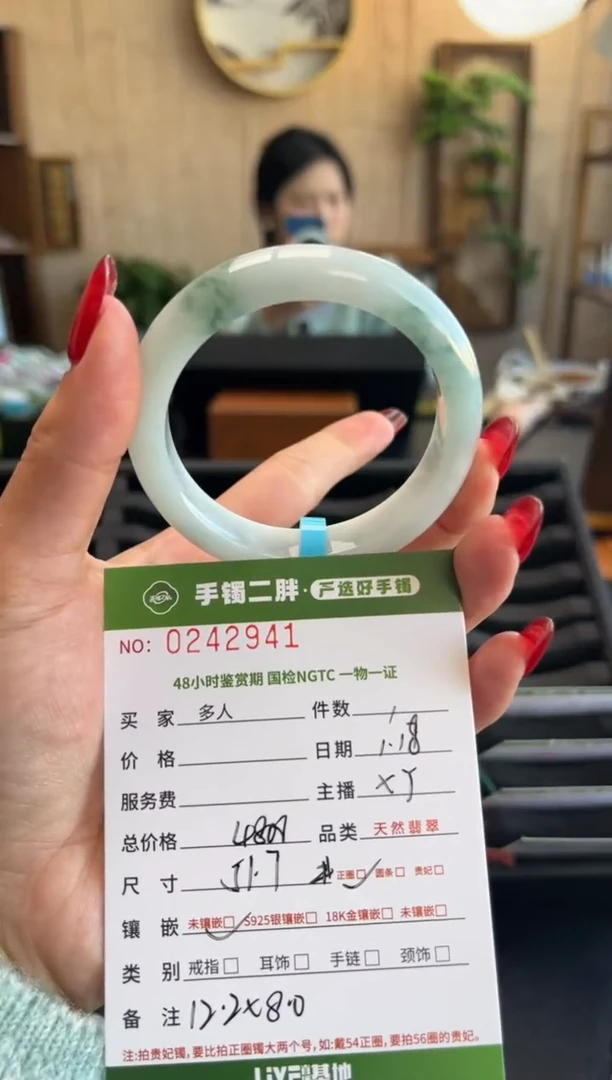 手镯二胖·严选好手镯
NO: 0242941
48小时鉴赏期 国检NGTC 一物一证
买 家 多人 件数 1
价 格 日期 1.18
服务费 主播 XY
总价格 品类 天然翡翠
尺 寸 51.7 正圈 圆条 贵妃
镶 嵌 未镶嵌 S925银镶嵌 18K金镶嵌 未镶嵌
类 别 戒指 耳饰 手链 颈饰
备 注 12.2×8.0
注:拍贵妃镯,要比拍正圈镯大两个号,如:戴54正圈,要拍56圈的贵妃。
基地